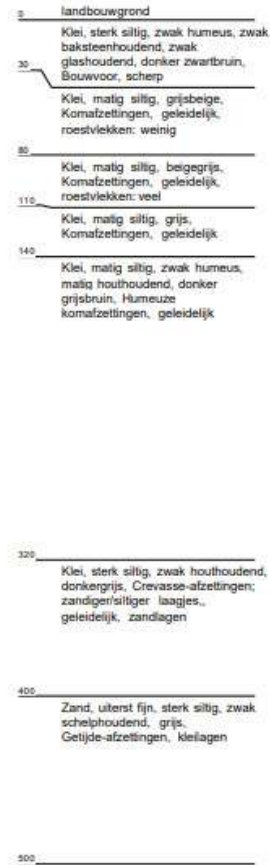 landbouwgrond
0
Klei, sterk siltig, zwak humeus, zwak
baksteenhoudend, zwak
glashoudend, donker zwartbruin,
Bouwvoor, scherp
30
Klei, matig siltig, grijsbeige,
Komafzettingen, geleidelijk,
roestvlekken: weinig
80
Klei, matig siltig, beigegrijs,
Komafzettingen, geleidelijk,
roestvlekken: veel
110
Klei, matig siltig, grijs,
Komafzettingen, geleidelijk
140
Klei, matig siltig, zwak humeus,
matig houthoudend, donker
grijsbruin, Humeuze
komafzettingen, geleidelijk
320
Klei, sterk siltig, zwak houthoudend,
donkergrijs, Crevasse-afzettingen;
zandiger/siltiger laagjes,,
geleidelijk, zandlagen
400
Zand, uiterst fijn, sterk siltig, zwak
schelphoudend, grijs,
Getijde-afzettingen, kleilagen
500